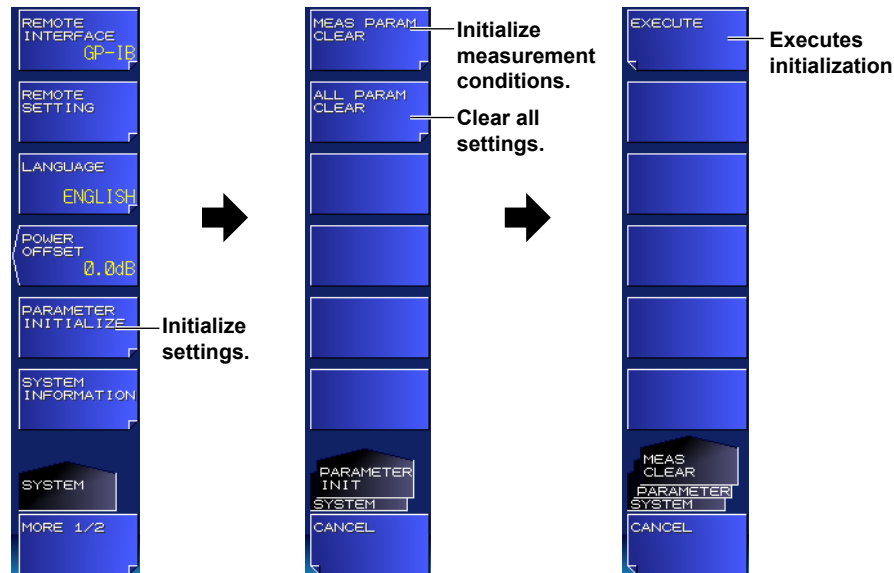 REMOTE
INTERFACE
GP-IB
REMOTE
SETTING
LANGUAGE
ENGLISH
POWER
OFFSET
0.0dB
PARAMETER
INITIALIZE
Initialize
settings.
SYSTEM
INFORMATION
SYSTEM
MORE 1/2
MEAS PARAM
CLEAR
Initialize
measurement
conditions.
ALL PARAM
CLEAR
Clear all
settings.
PARAMETER
INIT
SYSTEM
CANCEL
EXECUTE
Executes
initialization
MEAS
CLEAR
PARAMETER
SYSTEM
CANCEL